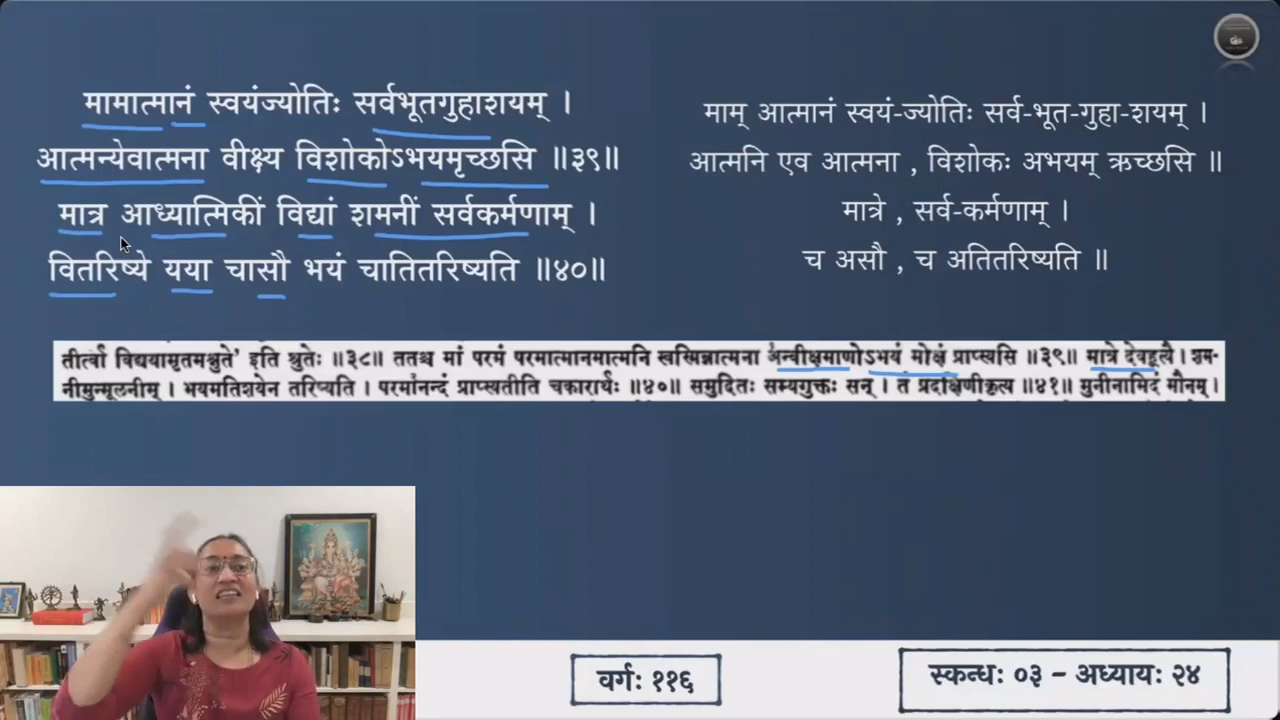 मामात्मानं स्वयंज्योतिः सर्वभूतगुहाशयम् ।
आत्मन्येवात्मना वीक्ष्य विशोकोऽभयमृच्छसि ॥३९॥
मात्र आध्यात्मिकीं विद्यां शमनीं सर्वकर्मणाम् ।
वितरिष्ये यया चासौ भयं चातितरिष्यति ॥४०॥
माम् आत्मानं स्वयं-ज्योतिः सर्व-भूत-गुहा-शयम् ।
आत्मनि एव आत्मना , विशोकः अभयम् ऋच्छसि ॥
मात्रे , सर्व-कर्मणाम् ।
च असौ , च अतितरिष्यति ॥
तीर्त्वा विद्ययामृतमश्नुते' इति श्रुतेः ॥३८॥ ततश्च मां परमं परमात्मानमात्मनि स्वस्मिन्नात्मना अन्वीक्षमाणोऽभयं मोक्षं प्राप्स्यसि ॥३९॥ मात्रे देवहूत्यै । शम-
नीमुन्मूलनीम् । भयमतिशयेन तरिष्यति । परमानन्दं प्राप्स्यतीति चकारार्थः ॥४०॥ समुदितः सम्यगुक्तः सन् । तं प्रदक्षिणीकृत्य ॥४१॥ मुनीनामिदं मौनम् ।
वर्गः ११६
स्कन्धः ०३ – अध्यायः २४